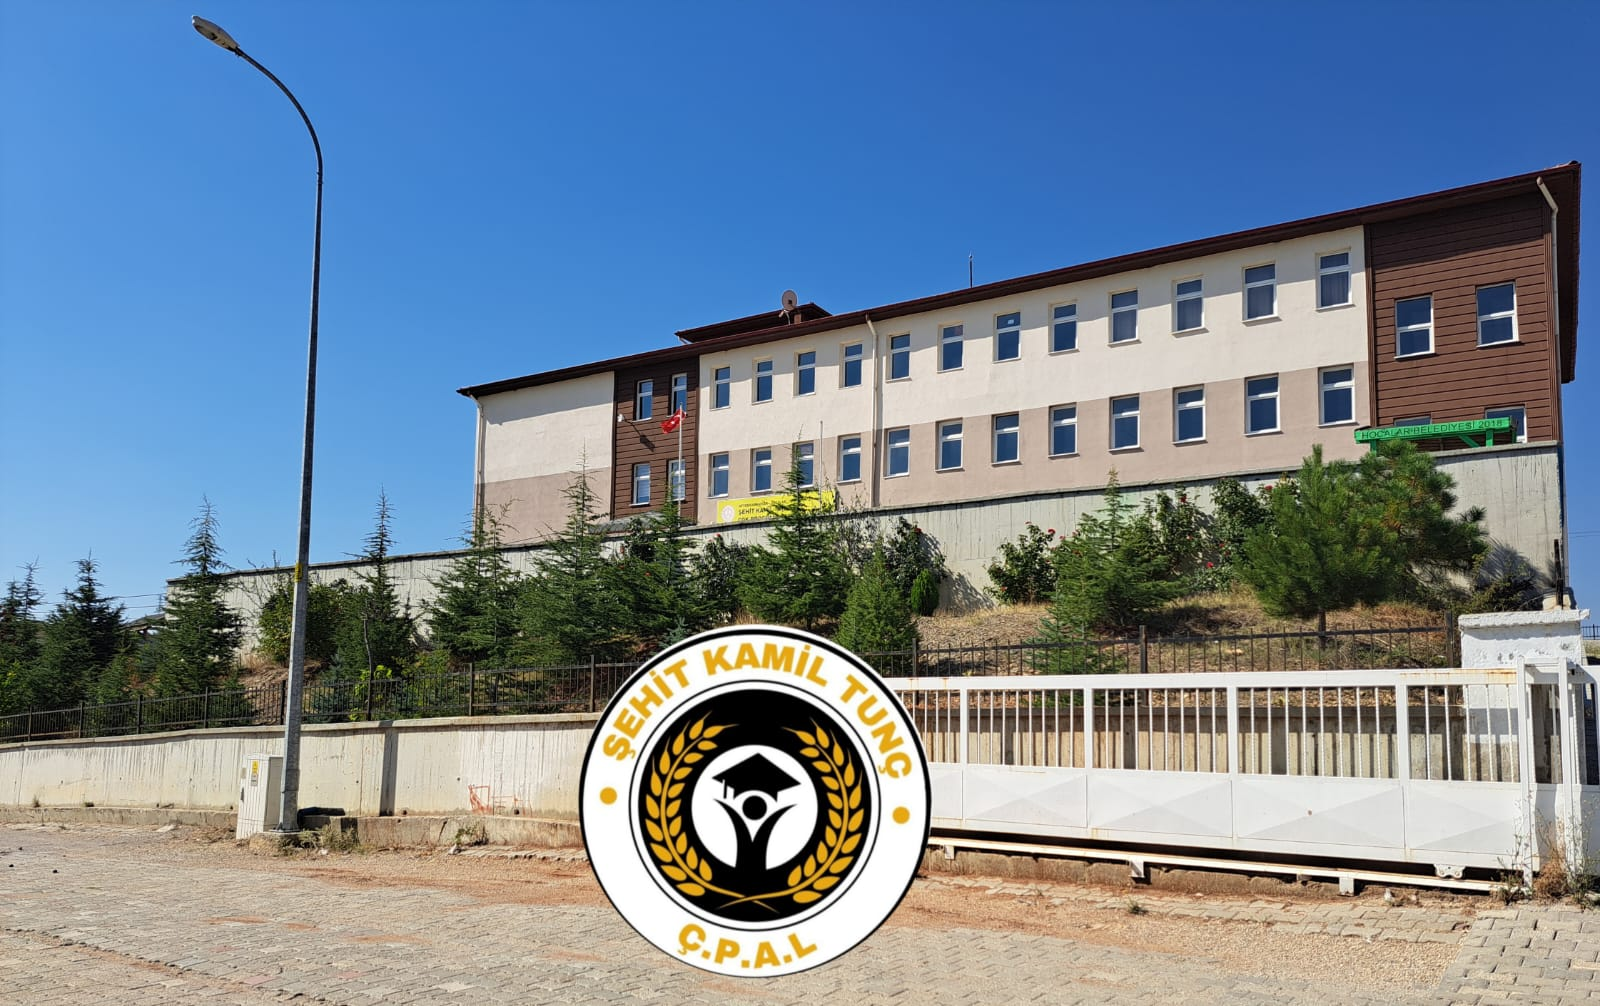 HOCALAR BELEDİYESİ 2018
ŞEHİT KAMİL TUNÇ
Ç.P.A.L